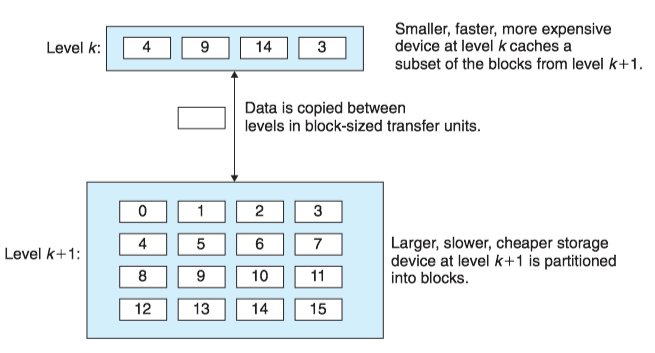 Level k:
4 9 14 3
Smaller, faster, more expensive
device at level k caches a
subset of the blocks from level k+1.
Data is copied between
levels in block-sized transfer units.
Level k+1:
0 1 2 3
4 5 6 7
8 9 10 11
12 13 14 15
Larger, slower, cheaper storage
device at level k+1 is partitioned
into blocks.